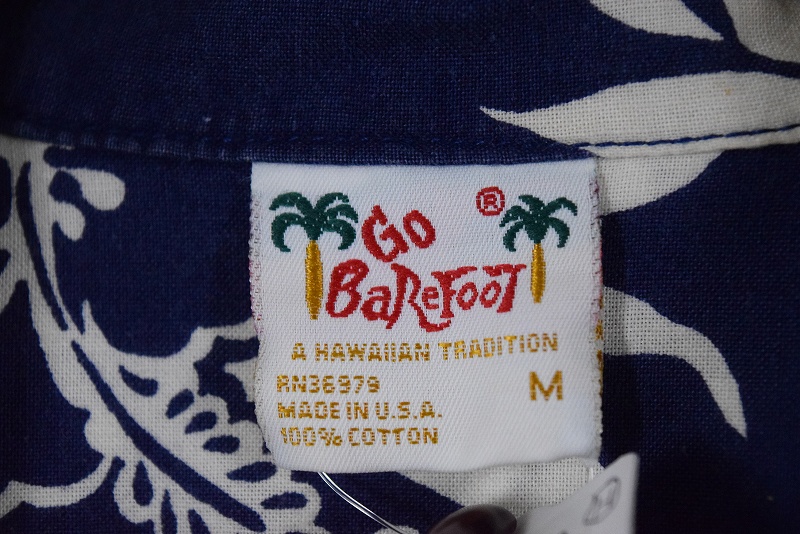 Go ®
BaReFooT
A HAWAIIAN TRADITION
RN36979
M
MADE IN U.S.A.
100% COTTON